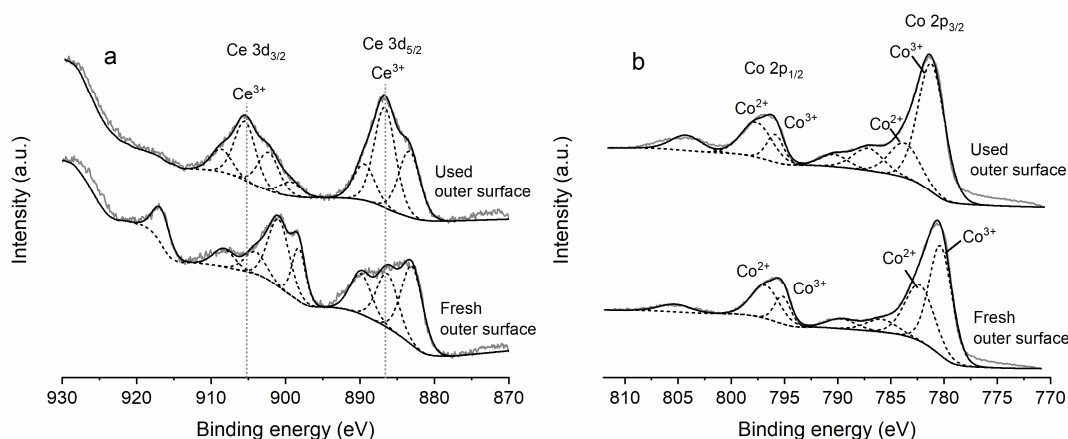 a
Ce 3d3/2
Ce3+
Ce 3d5/2
Ce3+
Used
outer surface
Fresh
outer surface
Intensity (a.u.)
930
920
910
900
890
880
870
Binding energy (eV)
b
Co 2p1/2
Co2+
Co3+
Co 2p3/2
Co3+
Co2+
Used
outer surface
Co2+
Co3+
Co2+
Co3+
Fresh
outer surface
Intensity (a.u.)
810
805
800
795
790
785
780
775
770
Binding energy (eV)